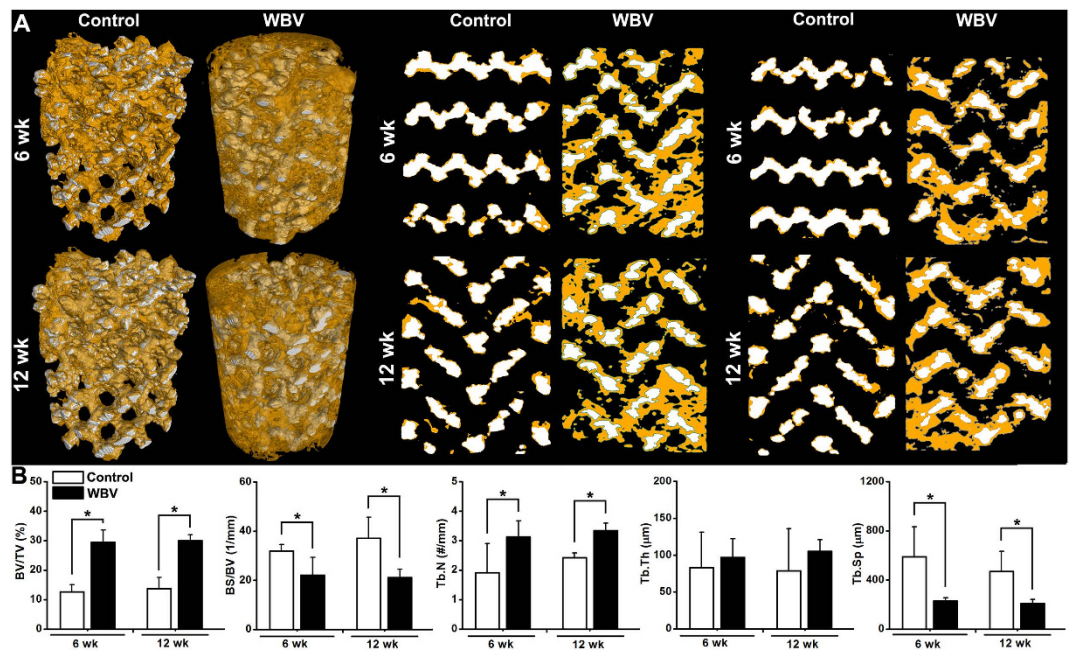 A
Control
WBV
Control
WBV
Control
WBV
6 wk
6 wk
6 wk
12 wk
12 wk
12 wk
B
Control
WBV
BV/TV (%)
50
40
30
20
10
0
*
*
6 wk
12 wk
BS/BV (1/mm)
60
40
20
0
*
*
6 wk
12 wk
Tb.N (#/mm)
5
4
3
2
1
0
*
*
6 wk
12 wk
Tb.Th (μm)
200
150
100
50
0
6 wk
12 wk
Tb.Sp (μm)
1200
800
400
0
*
*
6 wk
12 wk